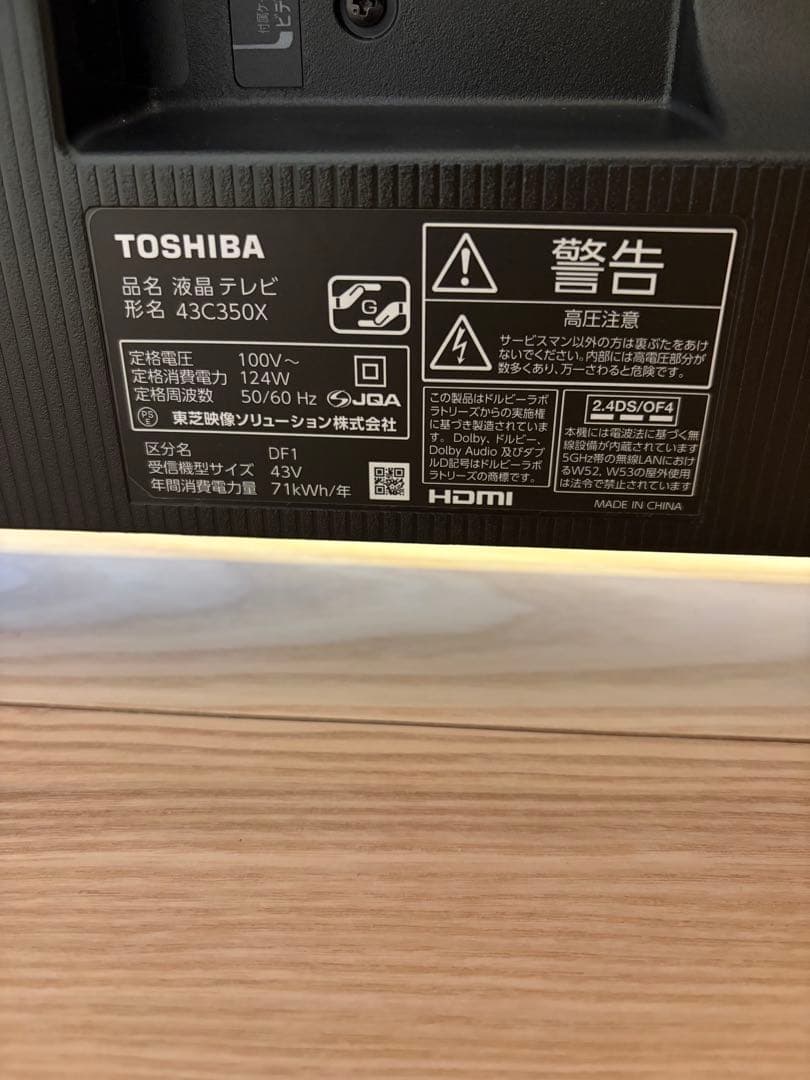 付属ケ
ビデ
TOSHIBA
品名 液晶テレビ
形名 43C350X
G
定格電圧 100V～
定格消費電力 124W
定格周波数 50/60 Hz
JQA
PS
E
東芝映像ソリューション株式会社
区分名 DF1
受信機型サイズ 43V
年間消費電力量 71kWh/年
警告
高圧注意
サービスマン以外の方は裏ぶたをあけ
ないでください。内部には高電圧部分が
数多くあり、万一さわると危険です。
この製品はドルビーラボ
ラトリーズからの実施権
に基づき製造されていま
す。Dolby、ドルビー、
Dolby Audio 及びダブ
ルD記号はドルビーラボ
ラトリーズの商標です。
HDMI
2.4DS/OF4
本機には電波法に基づく無
線設備が内蔵されています
5GHz帯の無線LANにおけ
るW52、W53の屋外使用
は法令で禁止されています
MADE IN CHINA